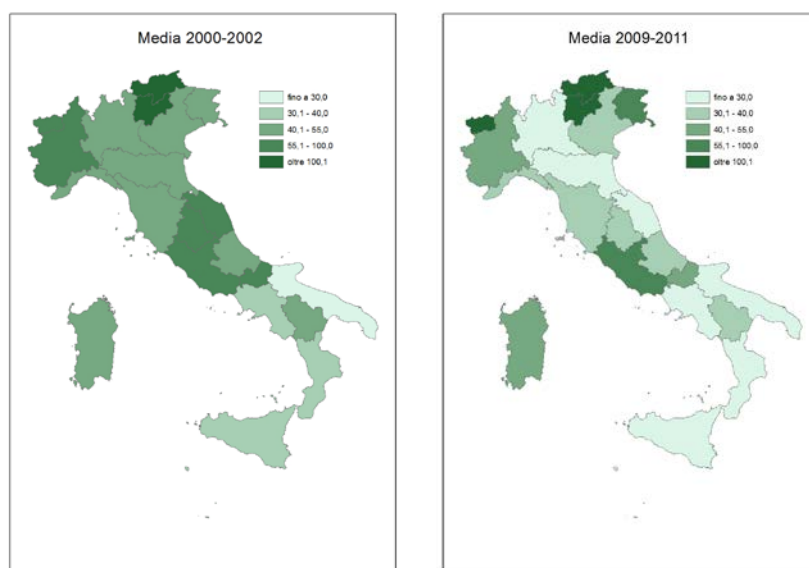 Media 2000-2002
fino a 30,0
30,1 - 40,0
40,1 - 55,0
55,1 - 100,0
oltre 100,1
Media 2009-2011
fino a 30,0
30,1 - 40,0
40,1 - 55,0
55,1 - 100,0
oltre 100,1